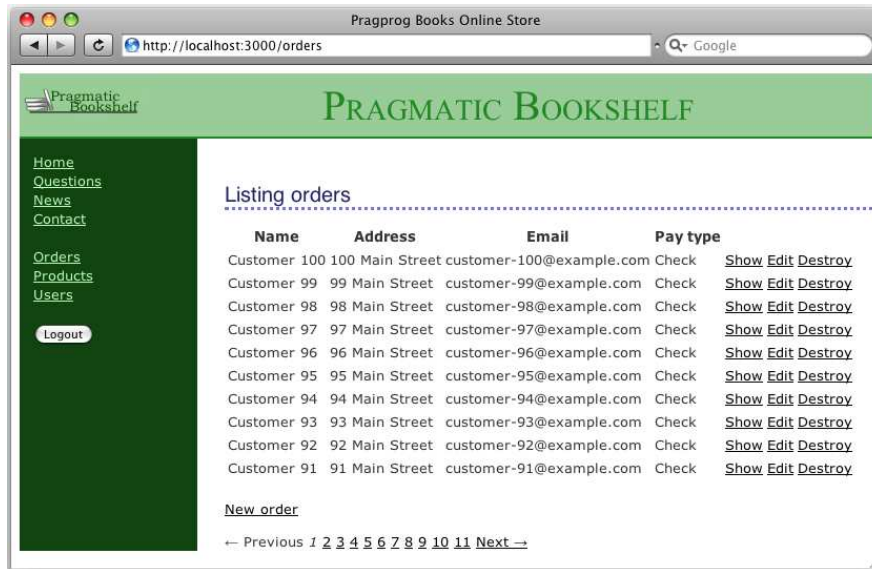 Pragprog Books Online Store
http://localhost:3000/orders
Google
Pragmatic
Bookshelf
PRAGMATIC BOOKSHELF
Home
Questions
News
Contact
Orders
Products
Users
Logout
Listing orders
Name Address Email Pay type
Customer 100 100 Main Street customer-100@example.com Check Show Edit Destroy
Customer 99 99 Main Street customer-99@example.com Check Show Edit Destroy
Customer 98 98 Main Street customer-98@example.com Check Show Edit Destroy
Customer 97 97 Main Street customer-97@example.com Check Show Edit Destroy
Customer 96 96 Main Street customer-96@example.com Check Show Edit Destroy
Customer 95 95 Main Street customer-95@example.com Check Show Edit Destroy
Customer 94 94 Main Street customer-94@example.com Check Show Edit Destroy
Customer 93 93 Main Street customer-93@example.com Check Show Edit Destroy
Customer 92 92 Main Street customer-92@example.com Check Show Edit Destroy
Customer 91 91 Main Street customer-91@example.com Check Show Edit Destroy
New order
← Previous 1 2 3 4 5 6 7 8 9 10 11 Next →